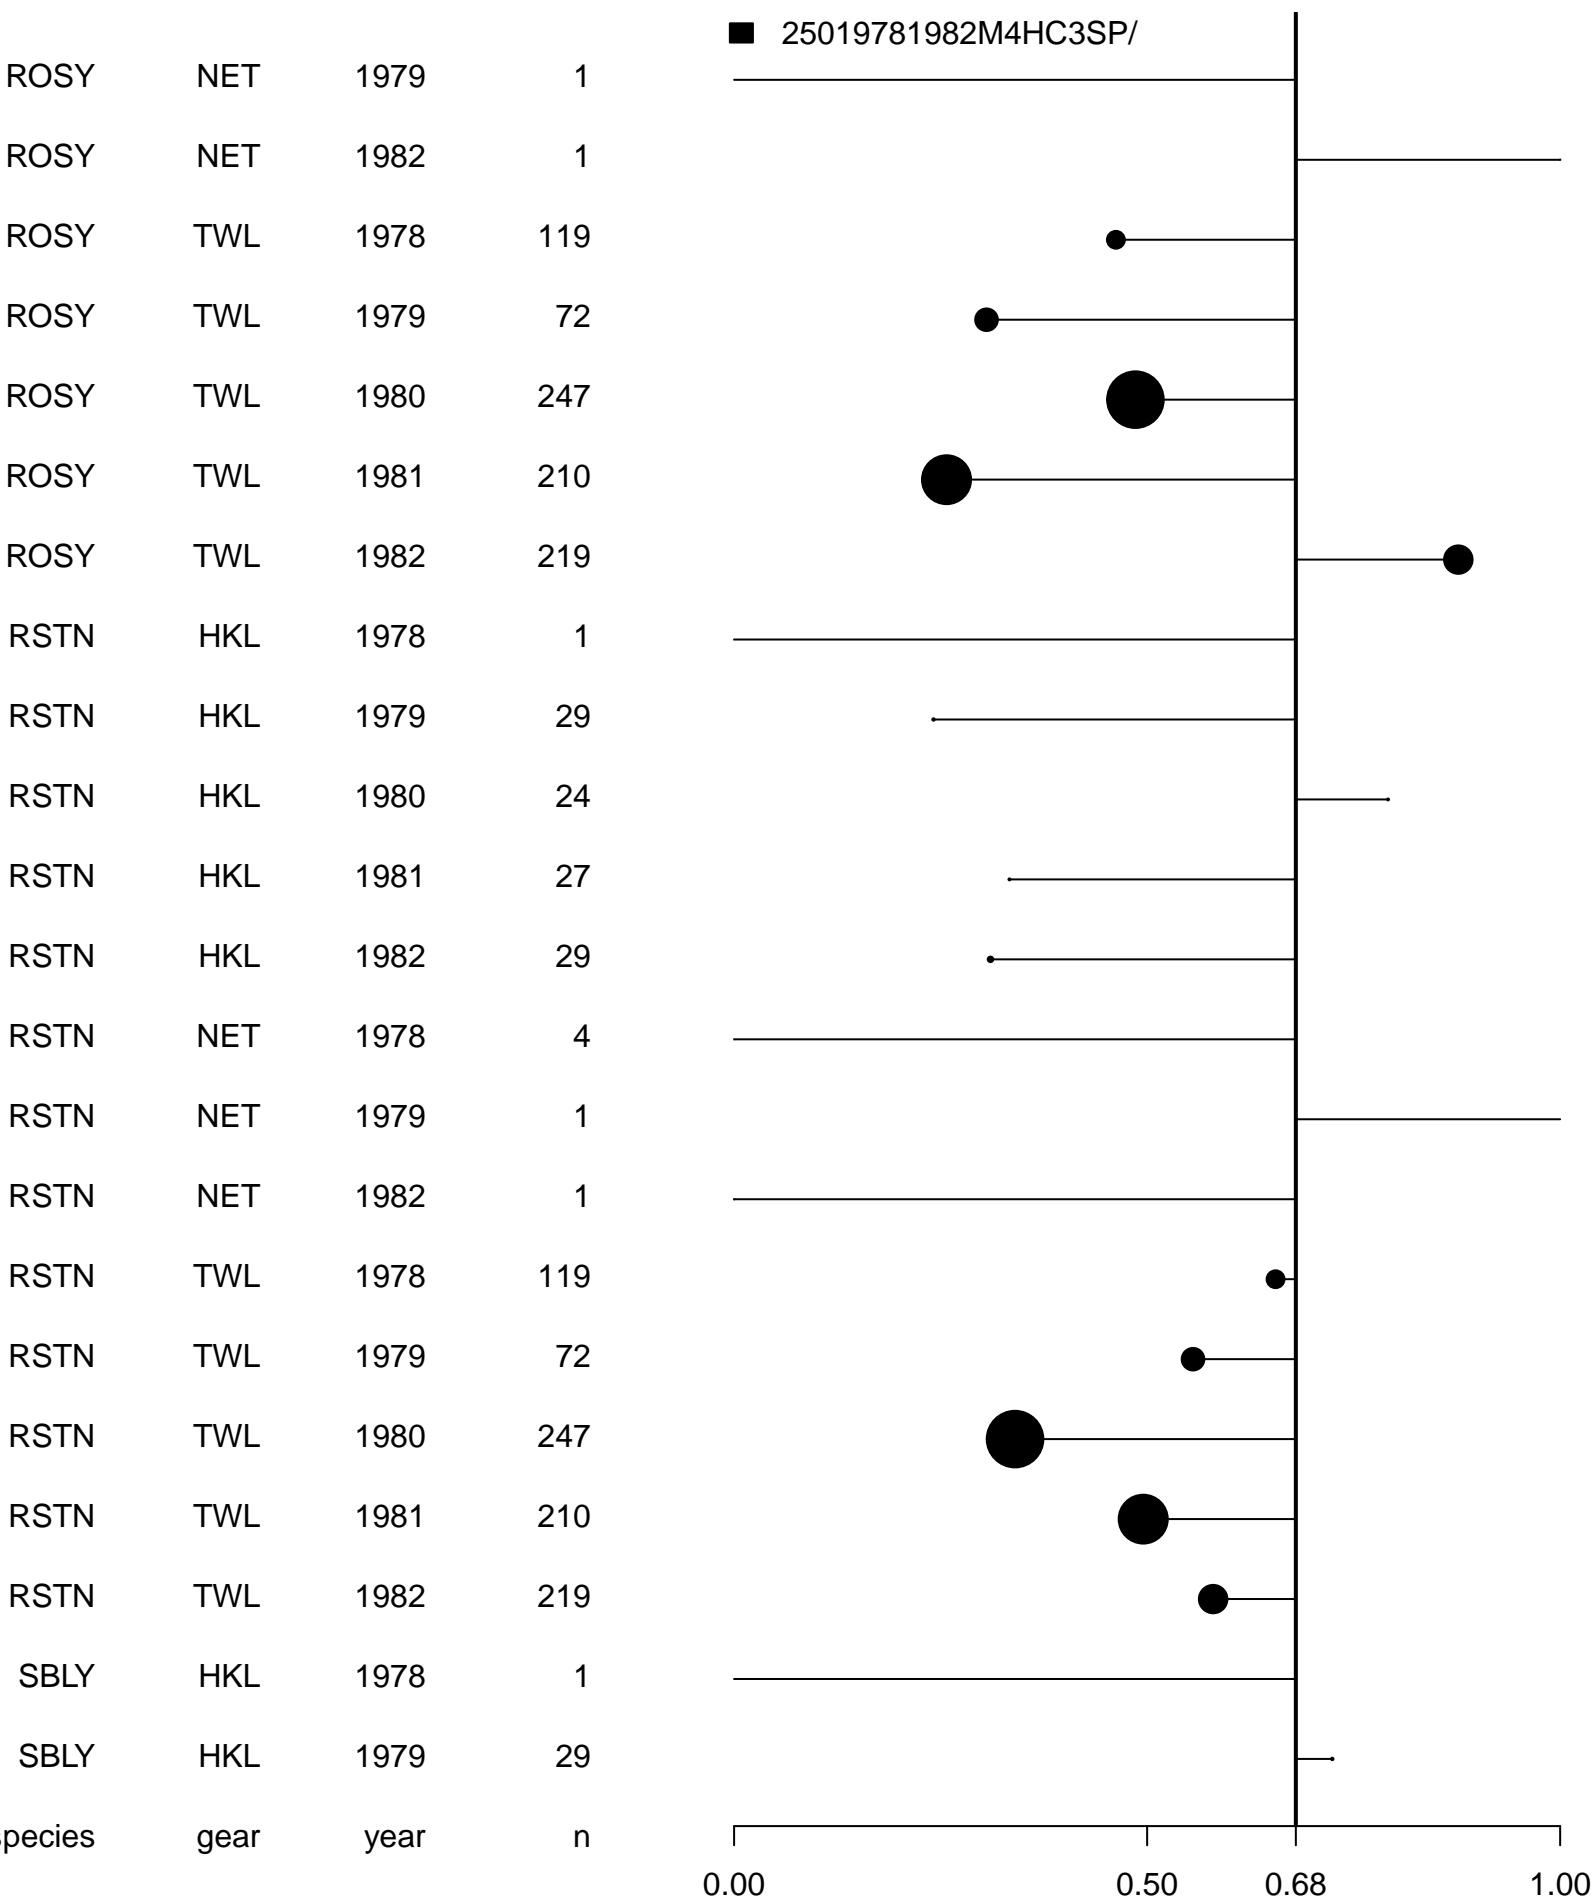 25019781982M4HC3SP/
ROSY NET 1979 1
ROSY NET 1982 1
ROSY TWL 1978 119
ROSY TWL 1979 72
ROSY TWL 1980 247
ROSY TWL 1981 210
ROSY TWL 1982 219
RSTN HKL 1978 1
RSTN HKL 1979 29
RSTN HKL 1980 24
RSTN HKL 1981 27
RSTN HKL 1982 29
RSTN NET 1978 4
RSTN NET 1979 1
RSTN NET 1982 1
RSTN TWL 1978 119
RSTN TWL 1979 72
RSTN TWL 1980 247
RSTN TWL 1981 210
RSTN TWL 1982 219
SBLY HKL 1978 1
SBLY HKL 1979 29
species gear year n
0.00 0.50 0.68 1.00